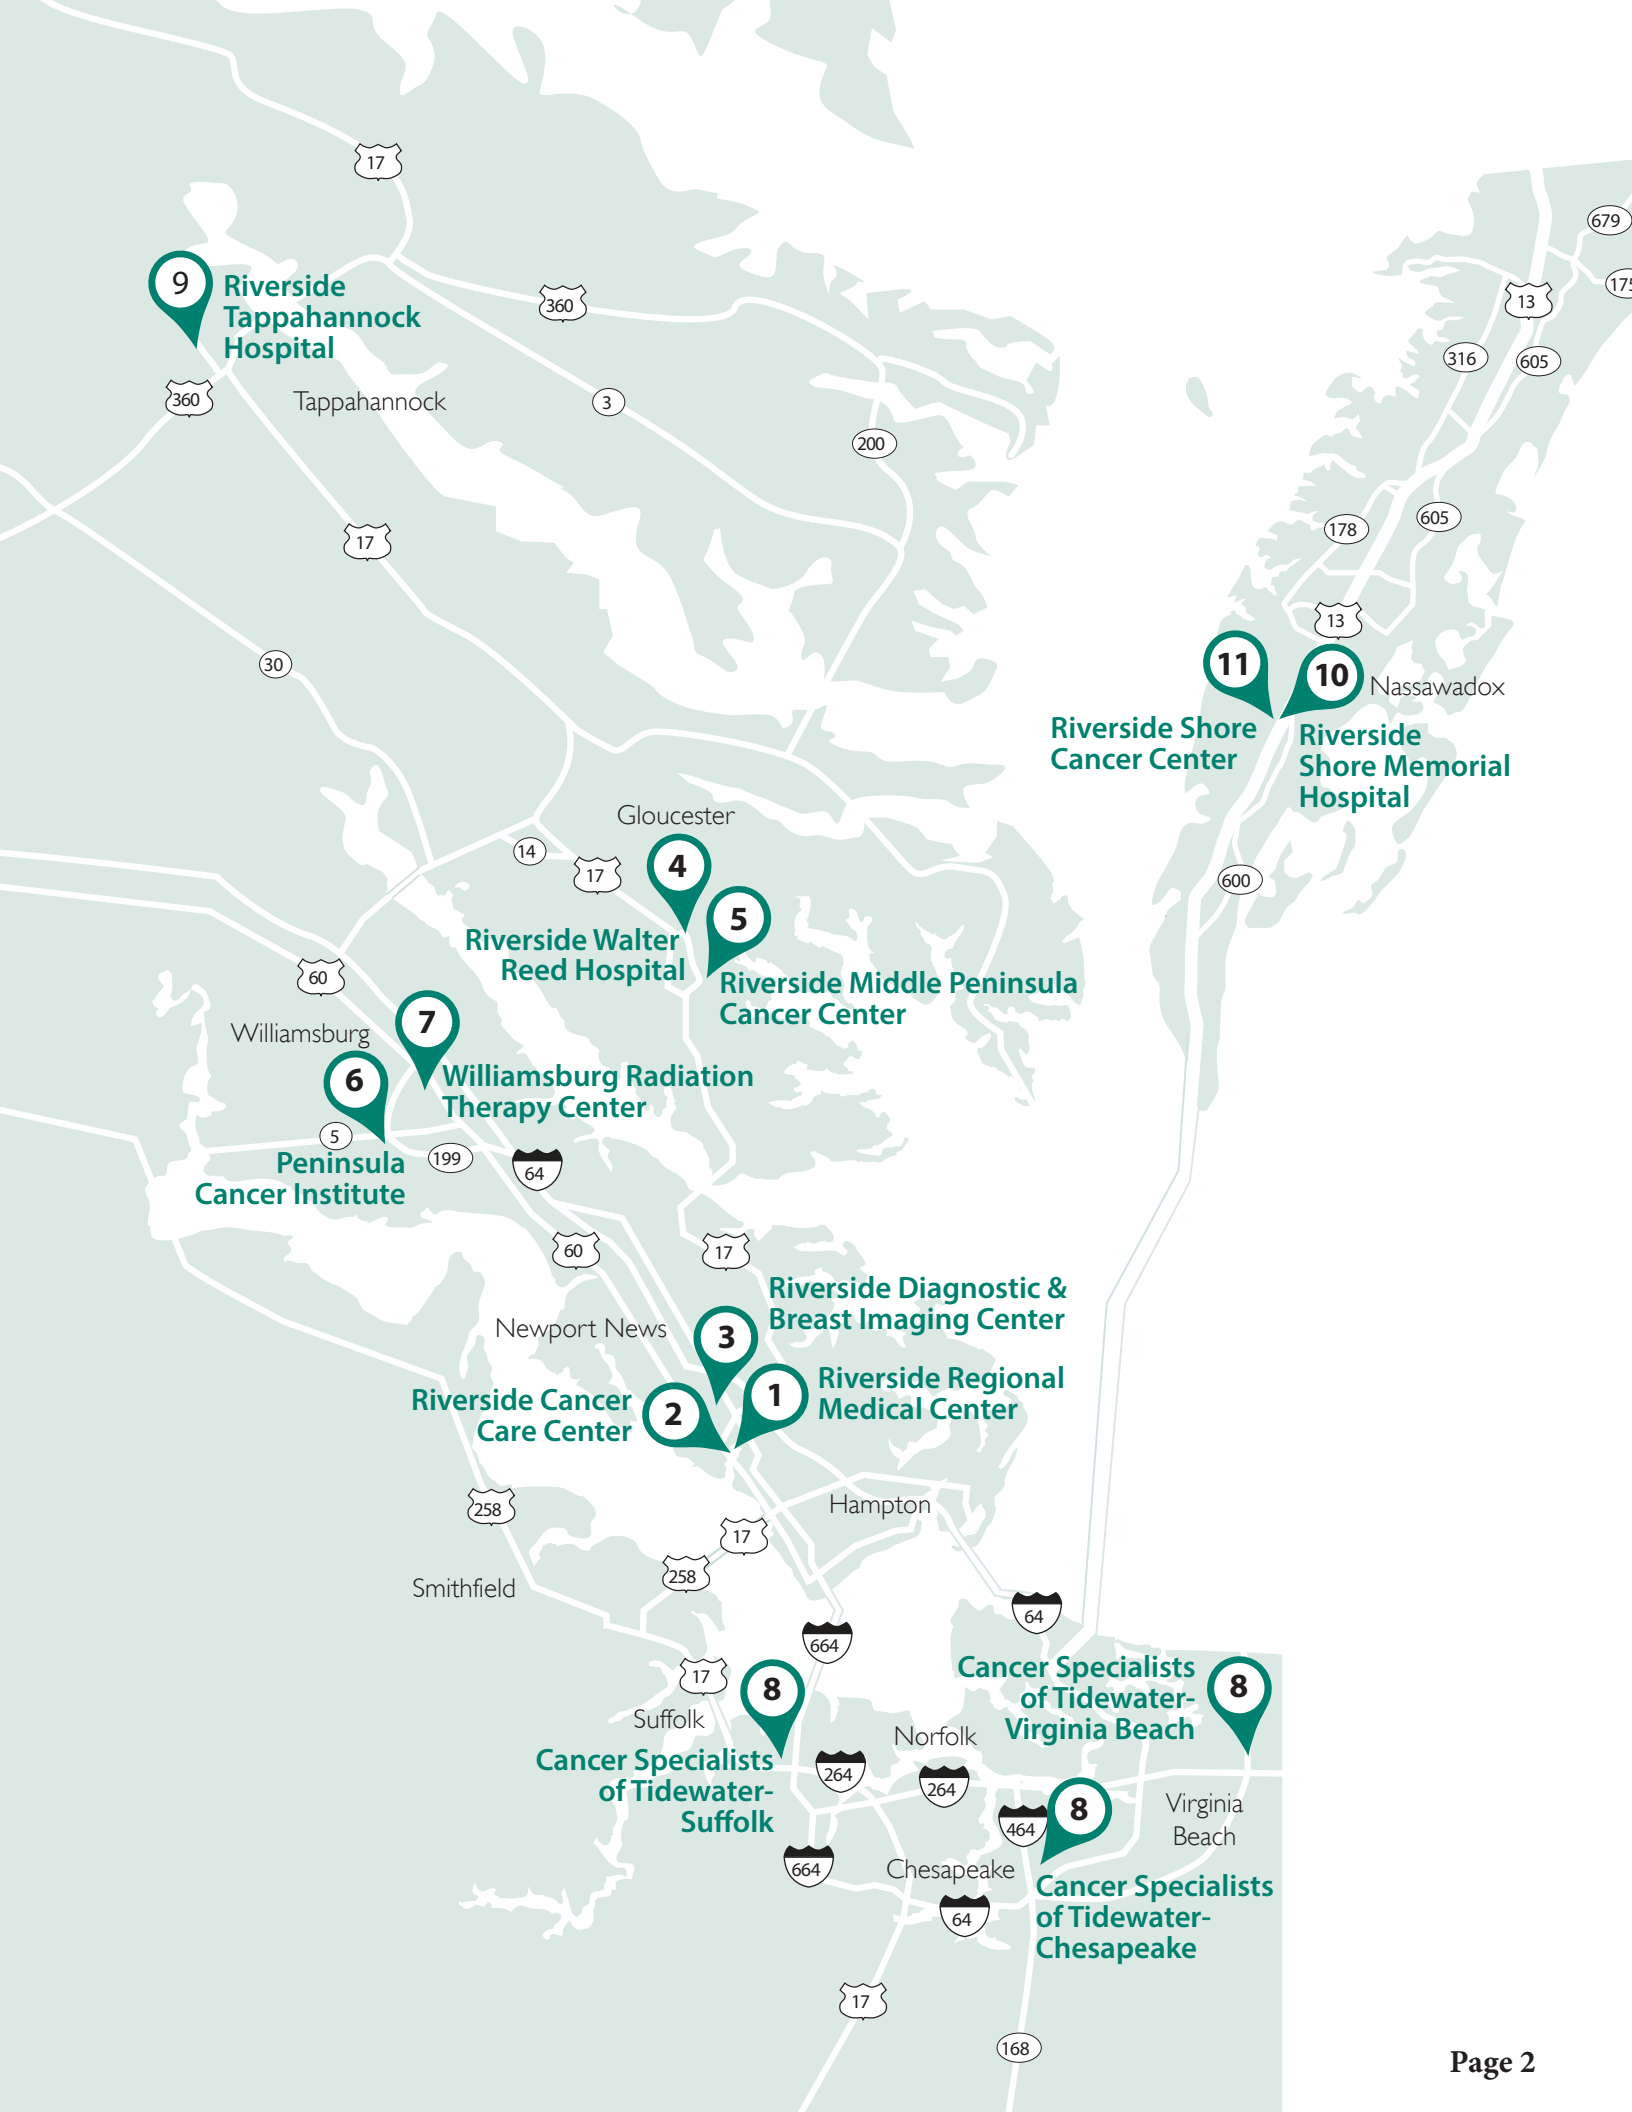 17
679
175
13
9
Riverside
Tappahannock
Hospital
360
316
605
360
Tappahannock
3
200
605
178
17
13
30
11
10
Nassawadox
Riverside Shore
Cancer Center
Riverside
Shore Memorial
Hospital
Gloucester
14
17
4
600
5
Riverside Walter
Reed Hospital
60
Riverside Middle Peninsula
Cancer Center
Williamsburg
7
6
Williamsburg Radiation
Therapy Center
5
199
Peninsula
Cancer Institute
64
60
17
Riverside Diagnostic &
Breast Imaging Center
Newport News
3
Riverside Regional
Medical Center
1
Riverside Cancer
Care Center
2
258
Hampton
17
258
Smithfield
64
664
17
8
Suffolk
Cancer Specialists
of Tidewater-
Virginia Beach
8
Norfolk
Cancer Specialists
of Tidewater-
Suffolk
264
264
464
8
Virginia
Beach
664
Chesapeake
Cancer Specialists
of Tidewater-
Chesapeake
64
17
168
Page 2